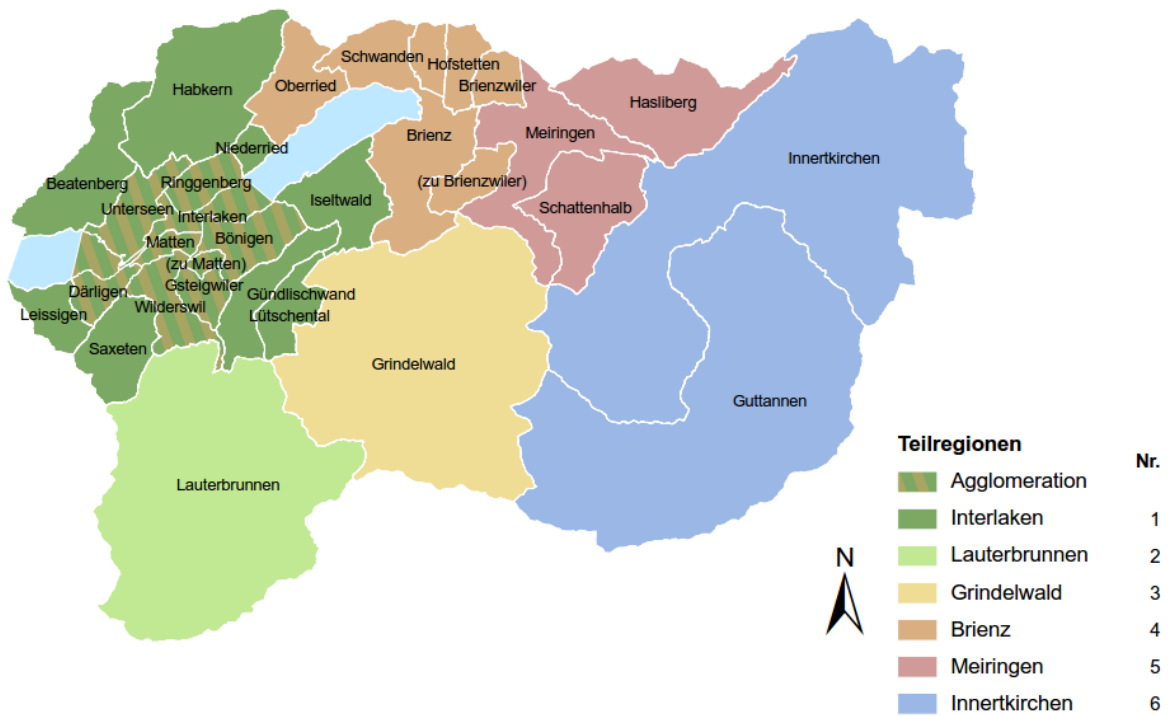 Schwanden
Hofstetten
Habkern
Oberried
Brienzwiler
Hasliberg
Brienz
Meiringen
Niederried
Innertkirchen
Beatenberg
Ringgenberg
(zu Brienzwiler)
Iseltwald
Unterseen
Interlaken
Schattenhalb
Matten
Bönigen
(zu Matten)
Därligen
Gsteigwiler
Gündlischwand
Leissigen
Wilderswil
Lütschental
Saxeten
Grindelwald
Guttannen
Lauterbrunnen
N
Teilregionen Nr.
Agglomeration
Interlaken 1
Lauterbrunnen 2
Grindelwald 3
Brienz 4
Meiringen 5
Innertkirchen 6